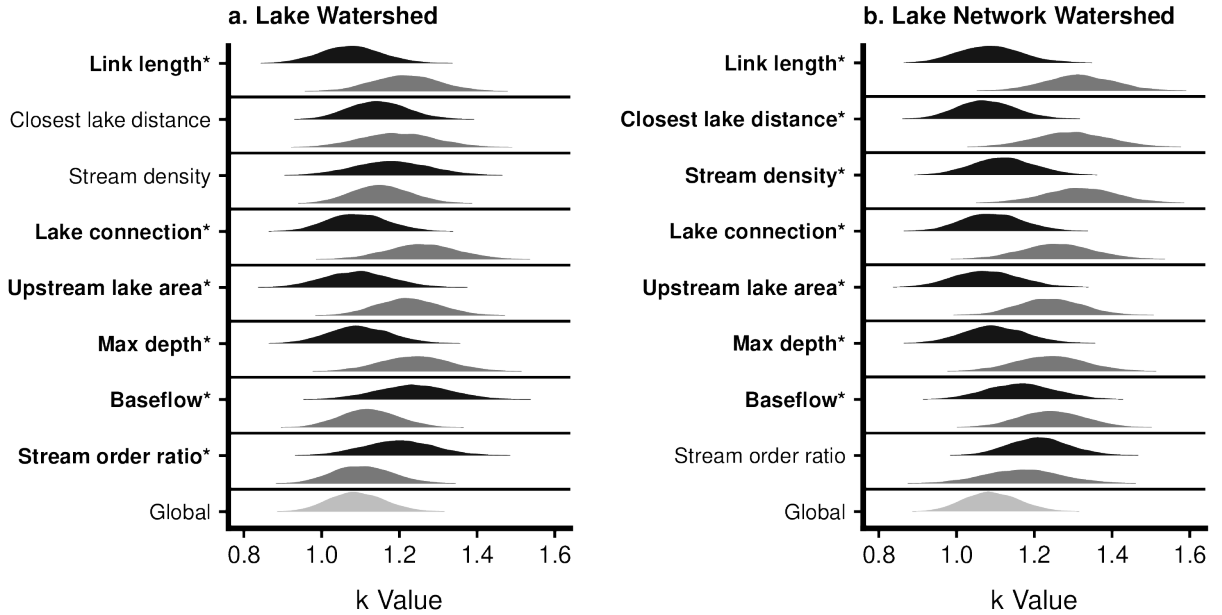 a. Lake Watershed
Link length*
Closest lake distance
Stream density
Lake connection*
Upstream lake area*
Max depth*
Baseflow*
Stream order ratio*
Global
0.8 1.0 1.2 1.4 1.6
k Value
b. Lake Network Watershed
Link length*
Closest lake distance*
Stream density*
Lake connection*
Upstream lake area*
Max depth*
Baseflow*
Stream order ratio
Global
0.8 1.0 1.2 1.4 1.6
k Value